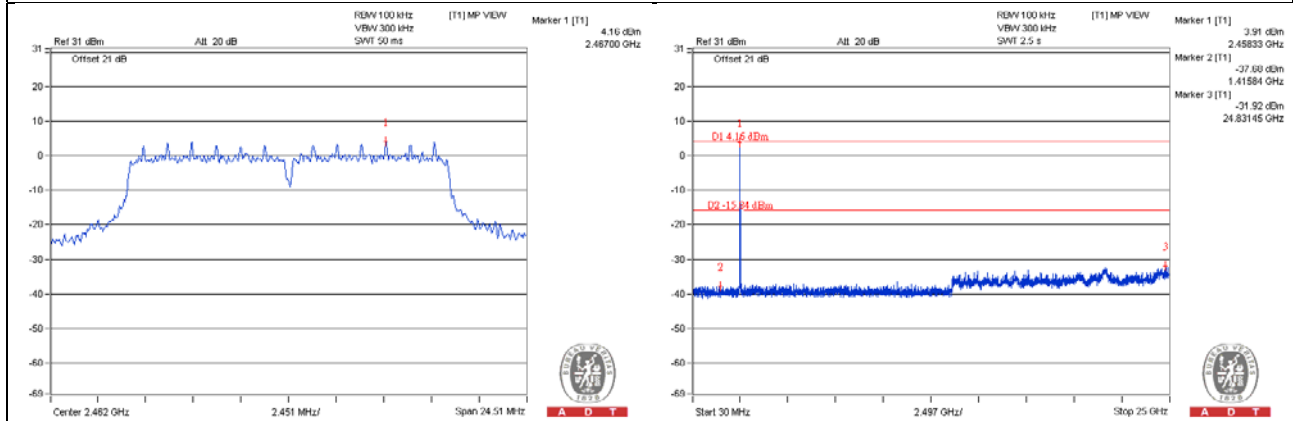 RBW 100 kHz
VBW 300 kHz
SWT 50 ms
[T1] MP VIEW
Ref 31 dBm
Att 20 dB
Offset 21 dB
Marker 1 [T1]
4.16 dBm
2.46700 GHz
31
20
10
0
-10
-20
-30
-40
-50
-60
-69
1
Center 2.462 GHz
2.451 MHz/
Span 24.51 MHz
BUREAU VERITAS
1828
A D T
RBW 100 kHz
VBW 300 kHz
SWT 2.5 s
[T1] MP VIEW
Ref 31 dBm
Att 20 dB
Offset 21 dB
Marker 1 [T1]
3.91 dBm
2.45833 GHz
Marker 2 [T1]
-37.68 dBm
1.41584 GHz
Marker 3 [T1]
-31.92 dBm
24.83145 GHz
31
20
10
0
-10
-20
-30
-40
-50
-60
-69
1
D1 4.16 dBm
D2 -15.84 dBm
2
3
Start 30 MHz
2.497 GHz/
Stop 25 GHz
BUREAU VERITAS
1828
A D T